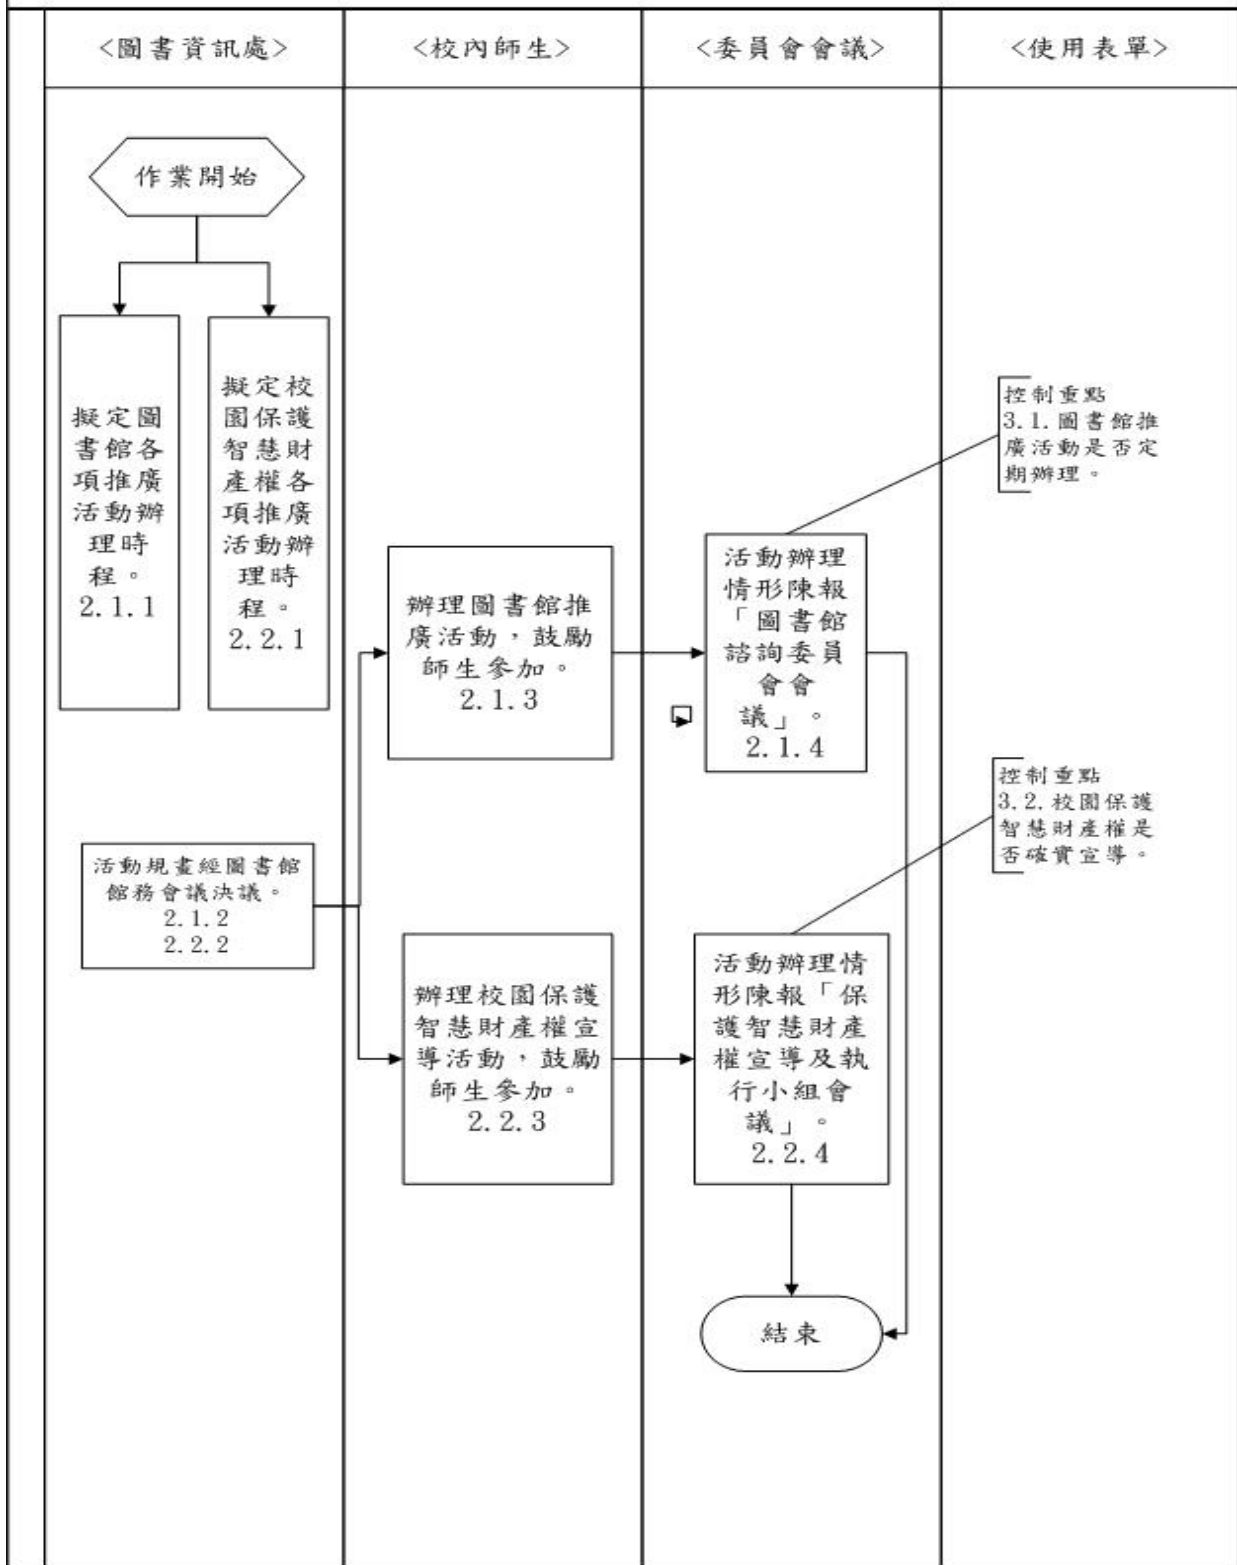 <圖書資訊處>
<校內師生>
<委員會會議>
<使用表單>
作業開始
擬定圖
書館各
項推廣
活動辦
理時
程。
2.1.1
擬定校
園保護
智慧財
產權各
項推廣
活動辦
理時
程。
2.2.1
活動規畫經圖書館
館務會議決議。
2.1.2
2.2.2
辦理圖書館推
廣活動，鼓勵
師生參加。
2.1.3
辦理校園保護
智慧財產權宣
導活動，鼓勵
師生參加。
2.2.3
活動辦理
情形陳報
「圖書館
諮詢委員
會會
議」。
2.1.4
活動辦理情
形陳報「保
護智慧財產
權宣導及執
行小組會
議」。
2.2.4
結束
控制重點
3.1.圖書館推
廣活動是否定
期辦理。
控制重點
3.2.校園保護
智慧財產權是
否確實宣導。